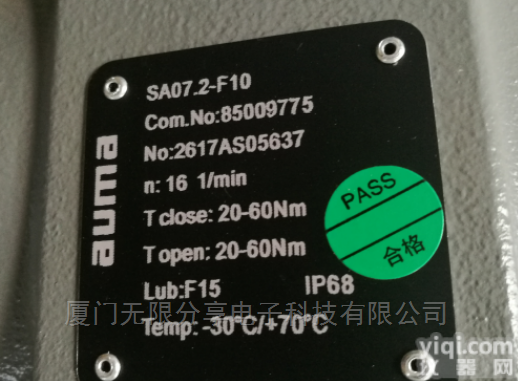 auma
SA07.2-F10
Com.No:85009775
No:2617AS05637
n: 16 1/min
T close: 20-60Nm
T open: 20-60Nm
Lub:F15 IP68
Temp: -30°C/+70°C
PASS
合格
厦门无限分享电子科技有限公司
yiqi.com
仪器网